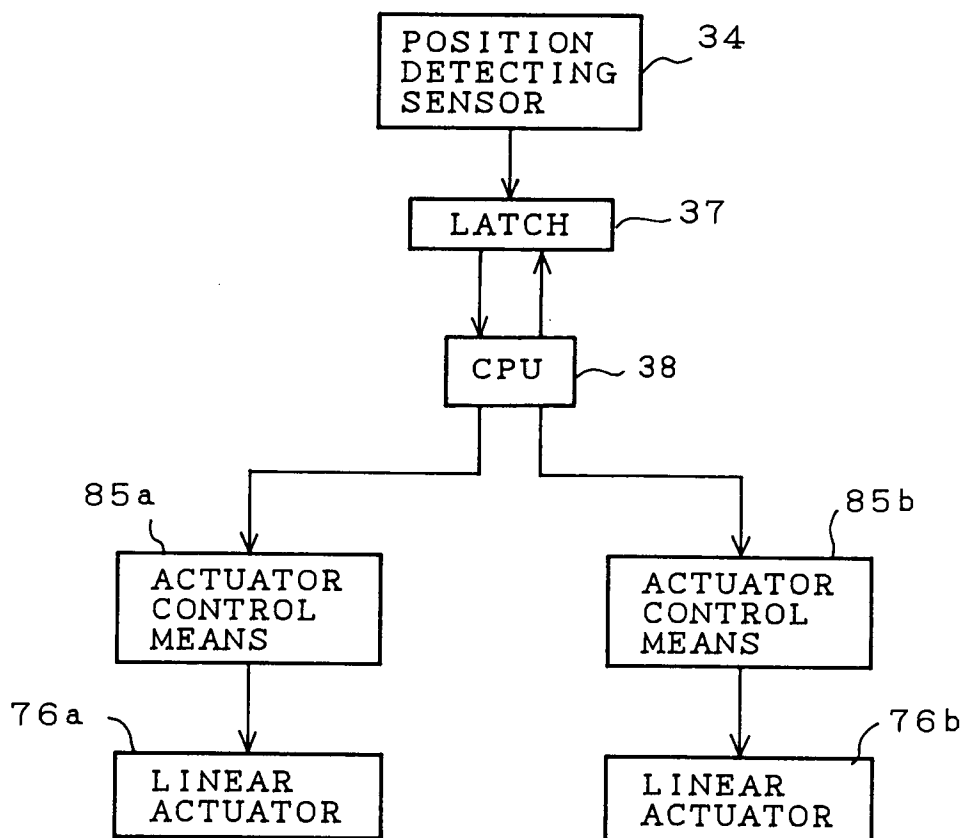 POSITION
DETECTING
SENSOR
34
LATCH
37
CPU
38
85a
85b
ACTUATOR
CONTROL
MEANS
ACTUATOR
CONTROL
MEANS
76a
76b
LINEAR
ACTUATOR
LINEAR
ACTUATOR